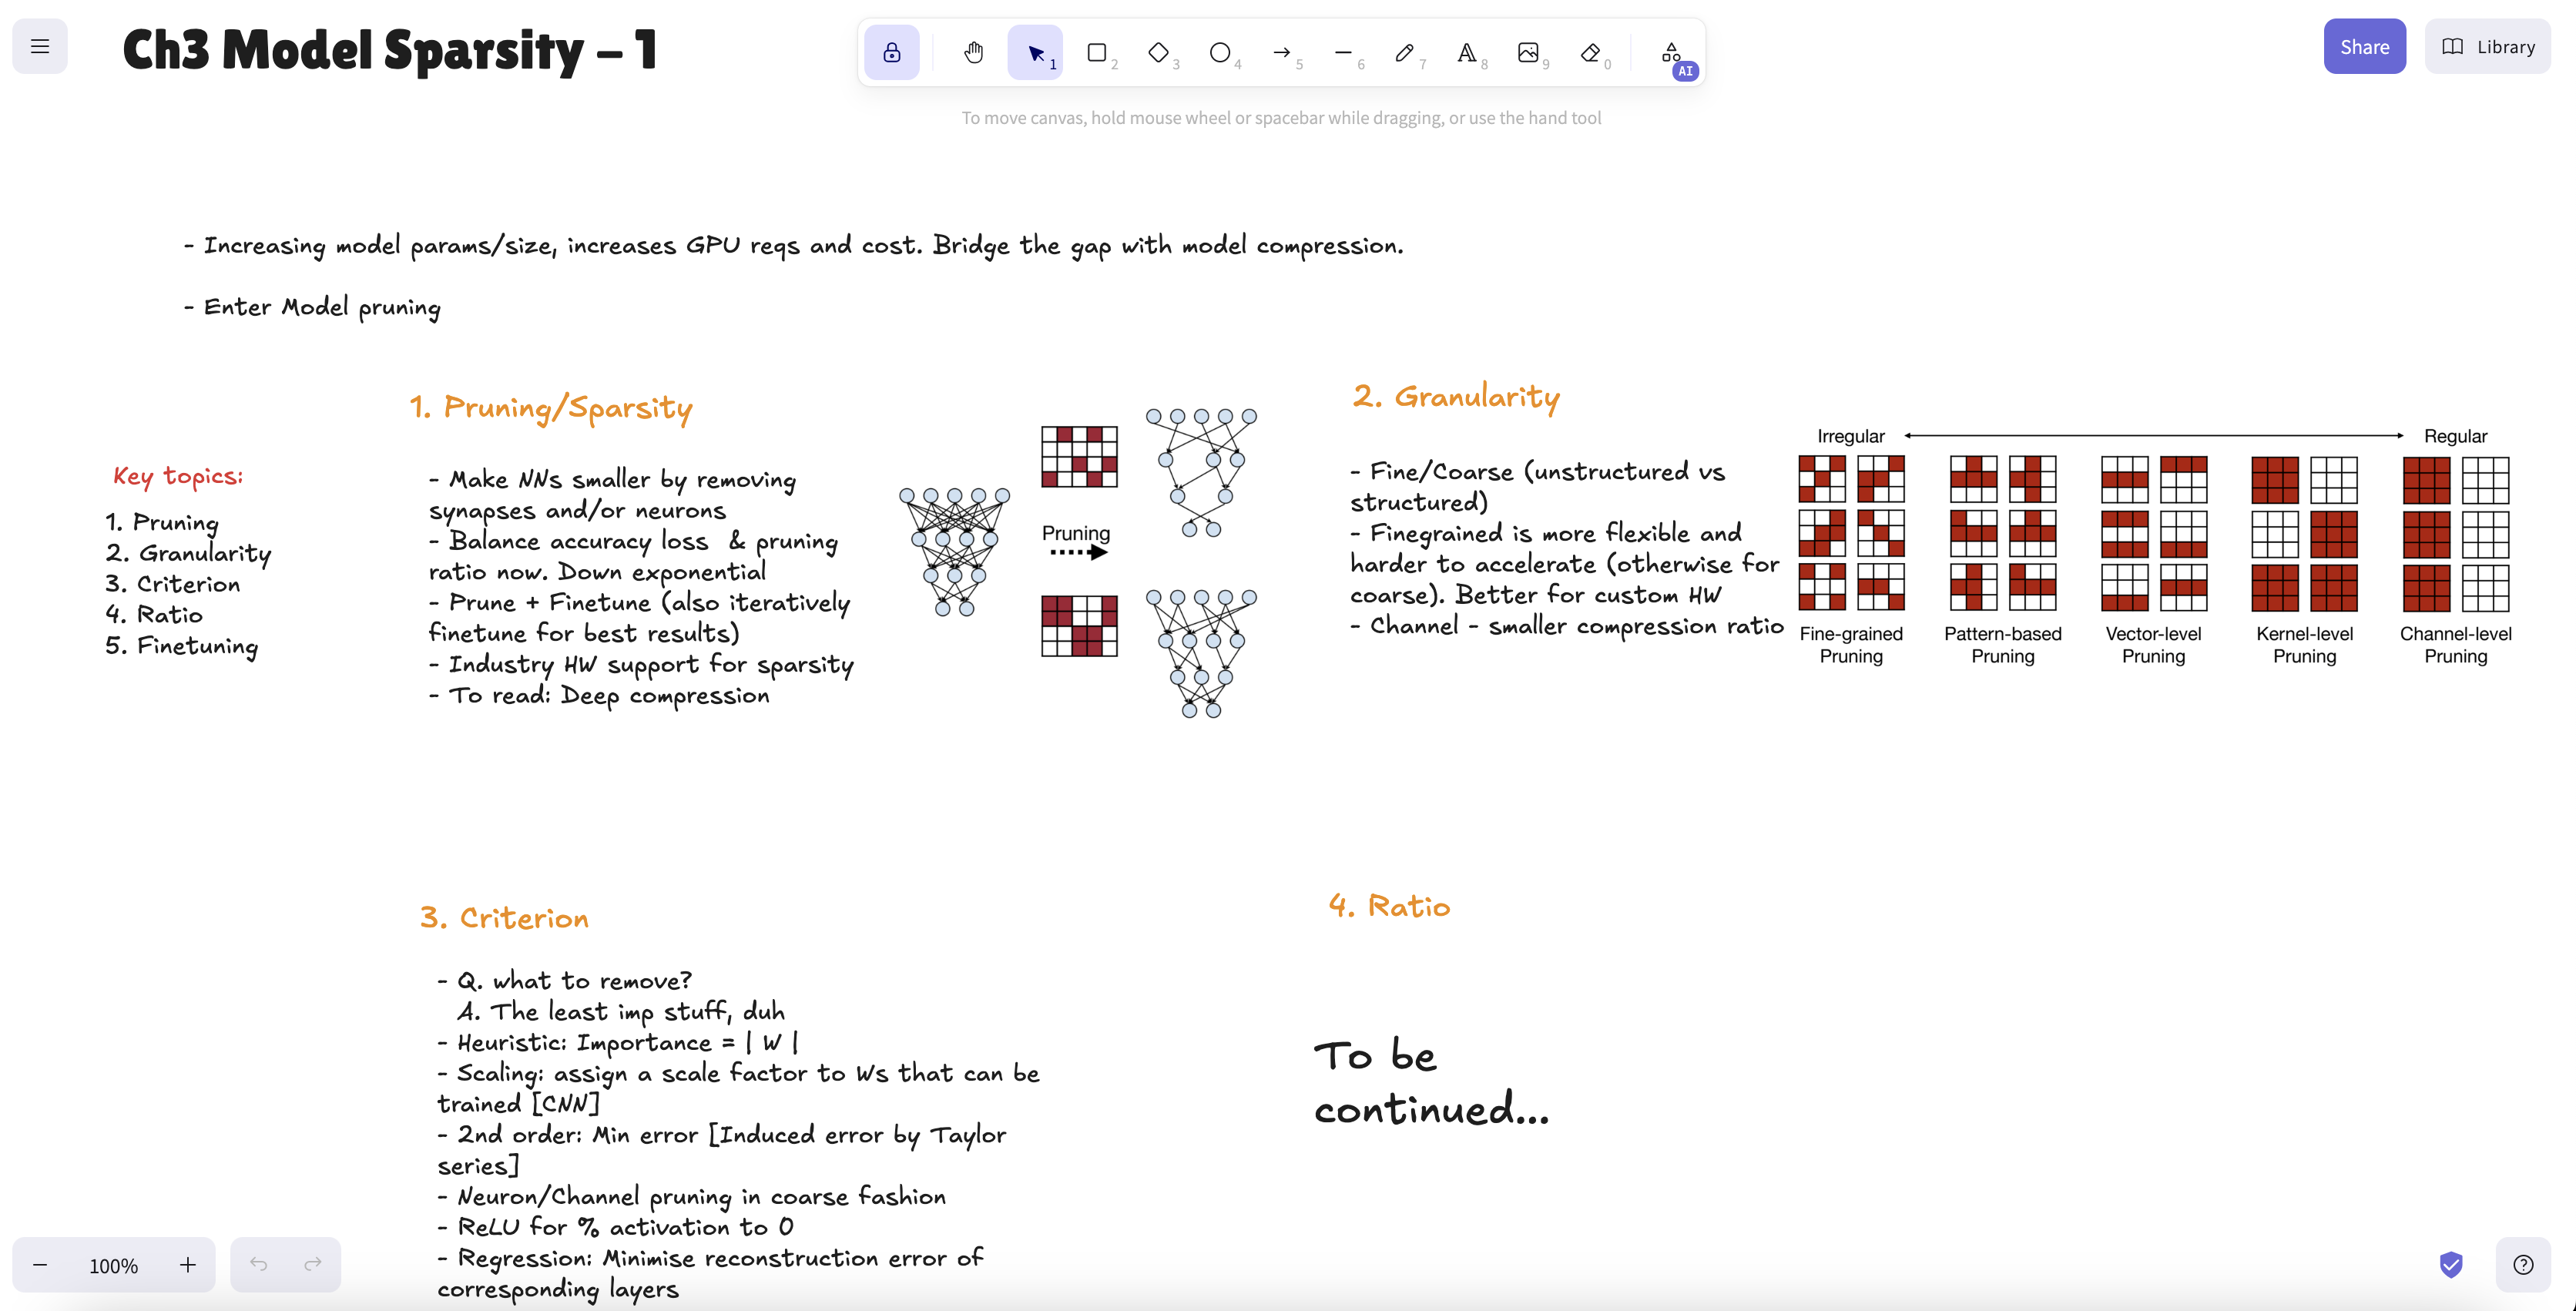 Ch3 Model Sparsity - 1
1
2
3
4
5
6
7
8
9
0
AI
Share
Library
To move canvas, hold mouse wheel or spacebar while dragging, or use the hand tool
- Increasing model params/size, increases GPU reqs and cost. Bridge the gap with model compression.
- Enter Model pruning
Key topics:
1. Pruning
2. Granularity
3. Criterion
4. Ratio
5. Finetuning
1. Pruning/Sparsity
- Make NNs smaller by removing
synapses and/or neurons
- Balance accuracy loss & pruning
ratio now. Down exponential
- Prune + Finetune (also iteratively
finetune for best results)
- Industry HW support for sparsity
- To read: Deep compression
Pruning
2. Granularity
- Fine/Coarse (unstructured vs
structured)
- Finegrained is more flexible and
harder to accelerate (otherwise for
coarse). Better for custom HW
- Channel - smaller compression ratio
Irregular
Regular
Fine-grained
Pruning
Pattern-based
Pruning
Vector-level
Pruning
Kernel-level
Pruning
Channel-level
Pruning
3. Criterion
- Q. what to remove?
A. The least imp stuff, duh
- Heuristic: Importance = | W |
- Scaling: assign a scale factor to Ws that can be
trained [CNN]
- 2nd order: Min error [Induced error by Taylor
series]
- Neuron/Channel pruning in coarse fashion
- ReLU for % activation to 0
- Regression: Minimise reconstruction error of
corresponding layers
4. Ratio
To be
continued...
100%